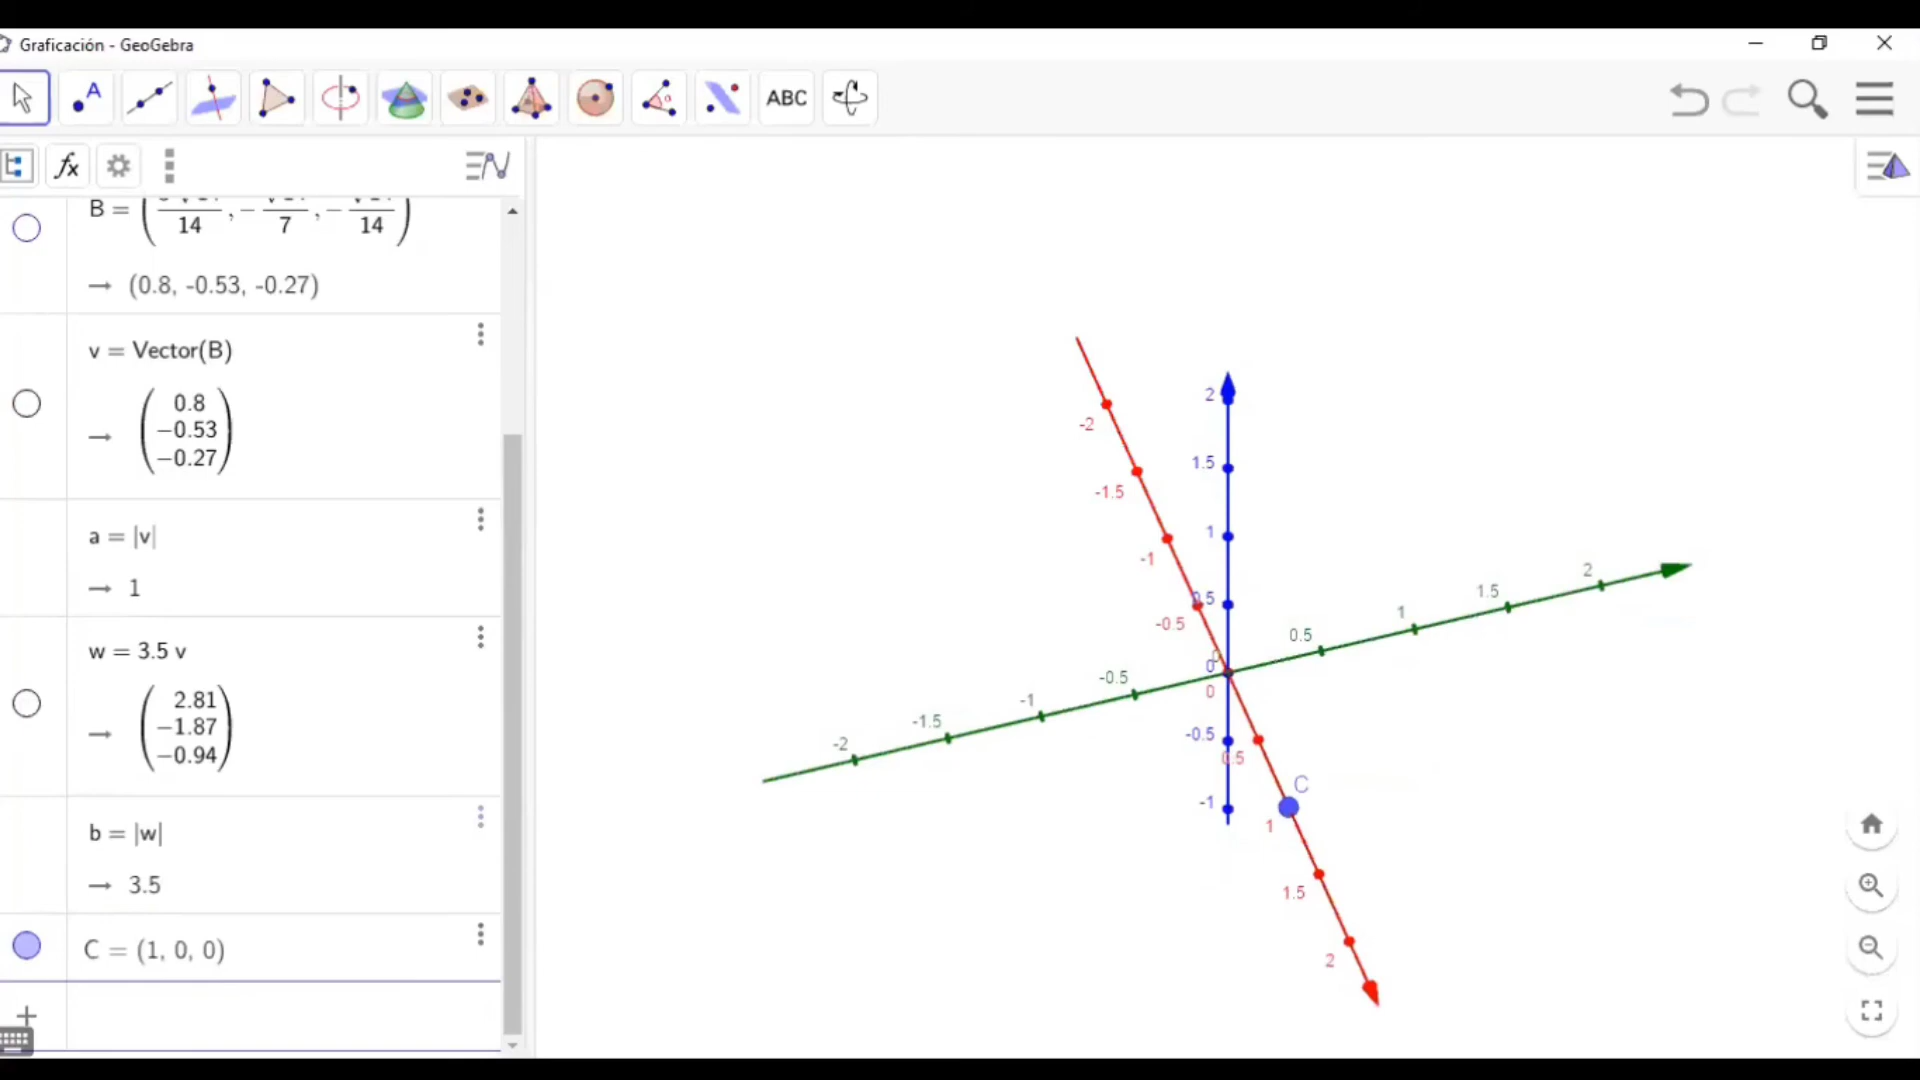 Graficación - GeoGebra
A
ABC
fx
B = ( /14 , - /7 , - /14 )
→ (0.8, -0.53, -0.27)
v = Vector(B)
→ ( 0.8
−0.53
−0.27 )
a = |v|
→ 1
w = 3.5 v
→ ( 2.81
−1.87
−0.94 )
b = |w|
→ 3.5
C = (1, 0, 0)
+
2
1.5
1
0.5
0
-0.5
-1
-2
-1.5
-1
-0.5
0
0.5
1
1.5
2
-2
-1.5
-1
-0.5
0
0.5
1
1.5
2
C